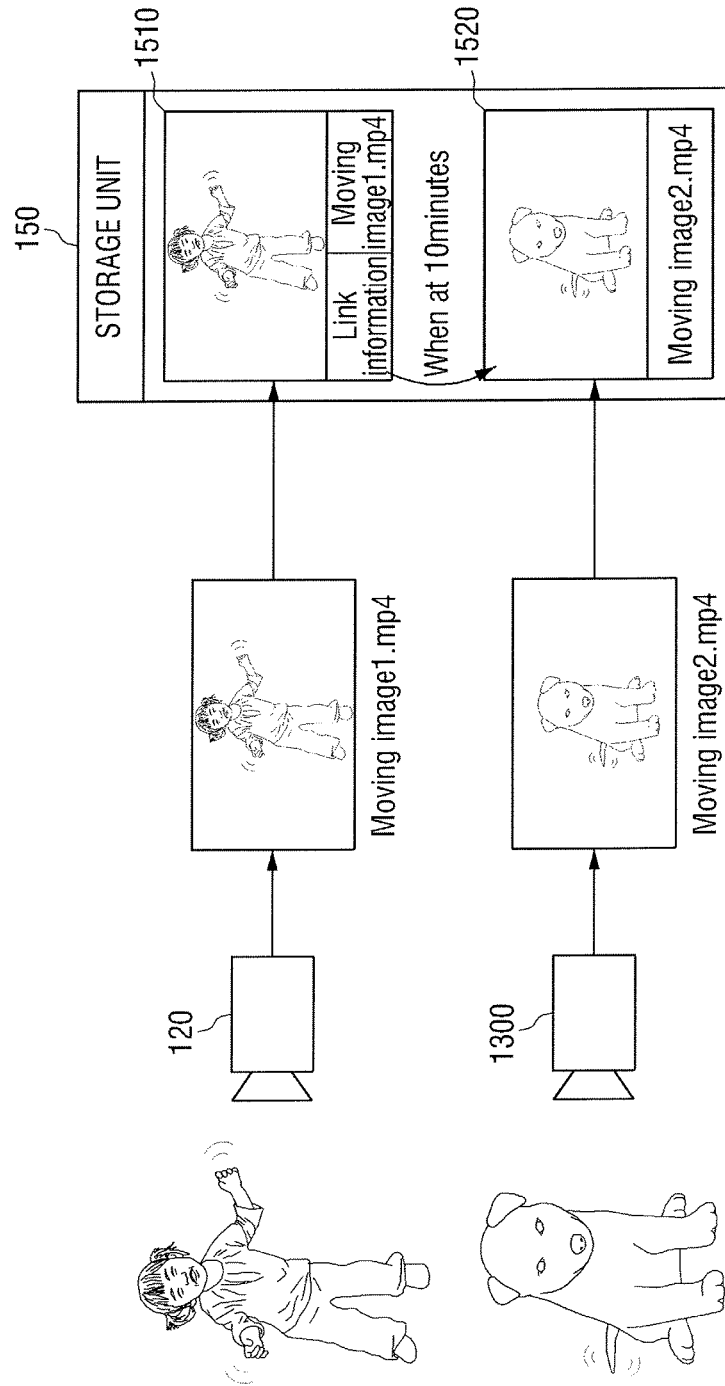 150
STORAGE UNIT
1510
Link
information
Moving
image1.mp4
When at 10minutes
1520
Moving image2.mp4
120
Moving image1.mp4
1300
Moving image2.mp4